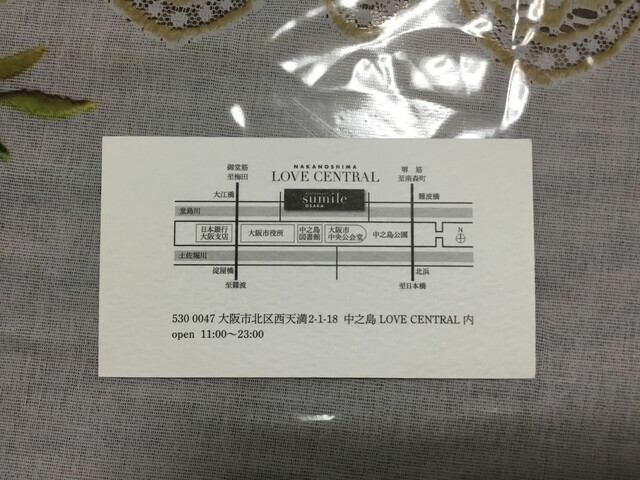 御堂筋
至梅田
NAKANOSHIMA
LOVE CENTRAL
堺筋
至南森町
大江橋
難波橋
RESTAURANT
sumile
OSAKA
堂島川
日本銀行
大阪支店
大阪市役所
中之島
図書館
大阪市
中央公会堂
中之島公園
N
土佐堀川
淀屋橋
北浜
至難波
至日本橋
530 0047 大阪市北区西天満2-1-18 中之島 LOVE CENTRAL 内
open 11:00〜23:00